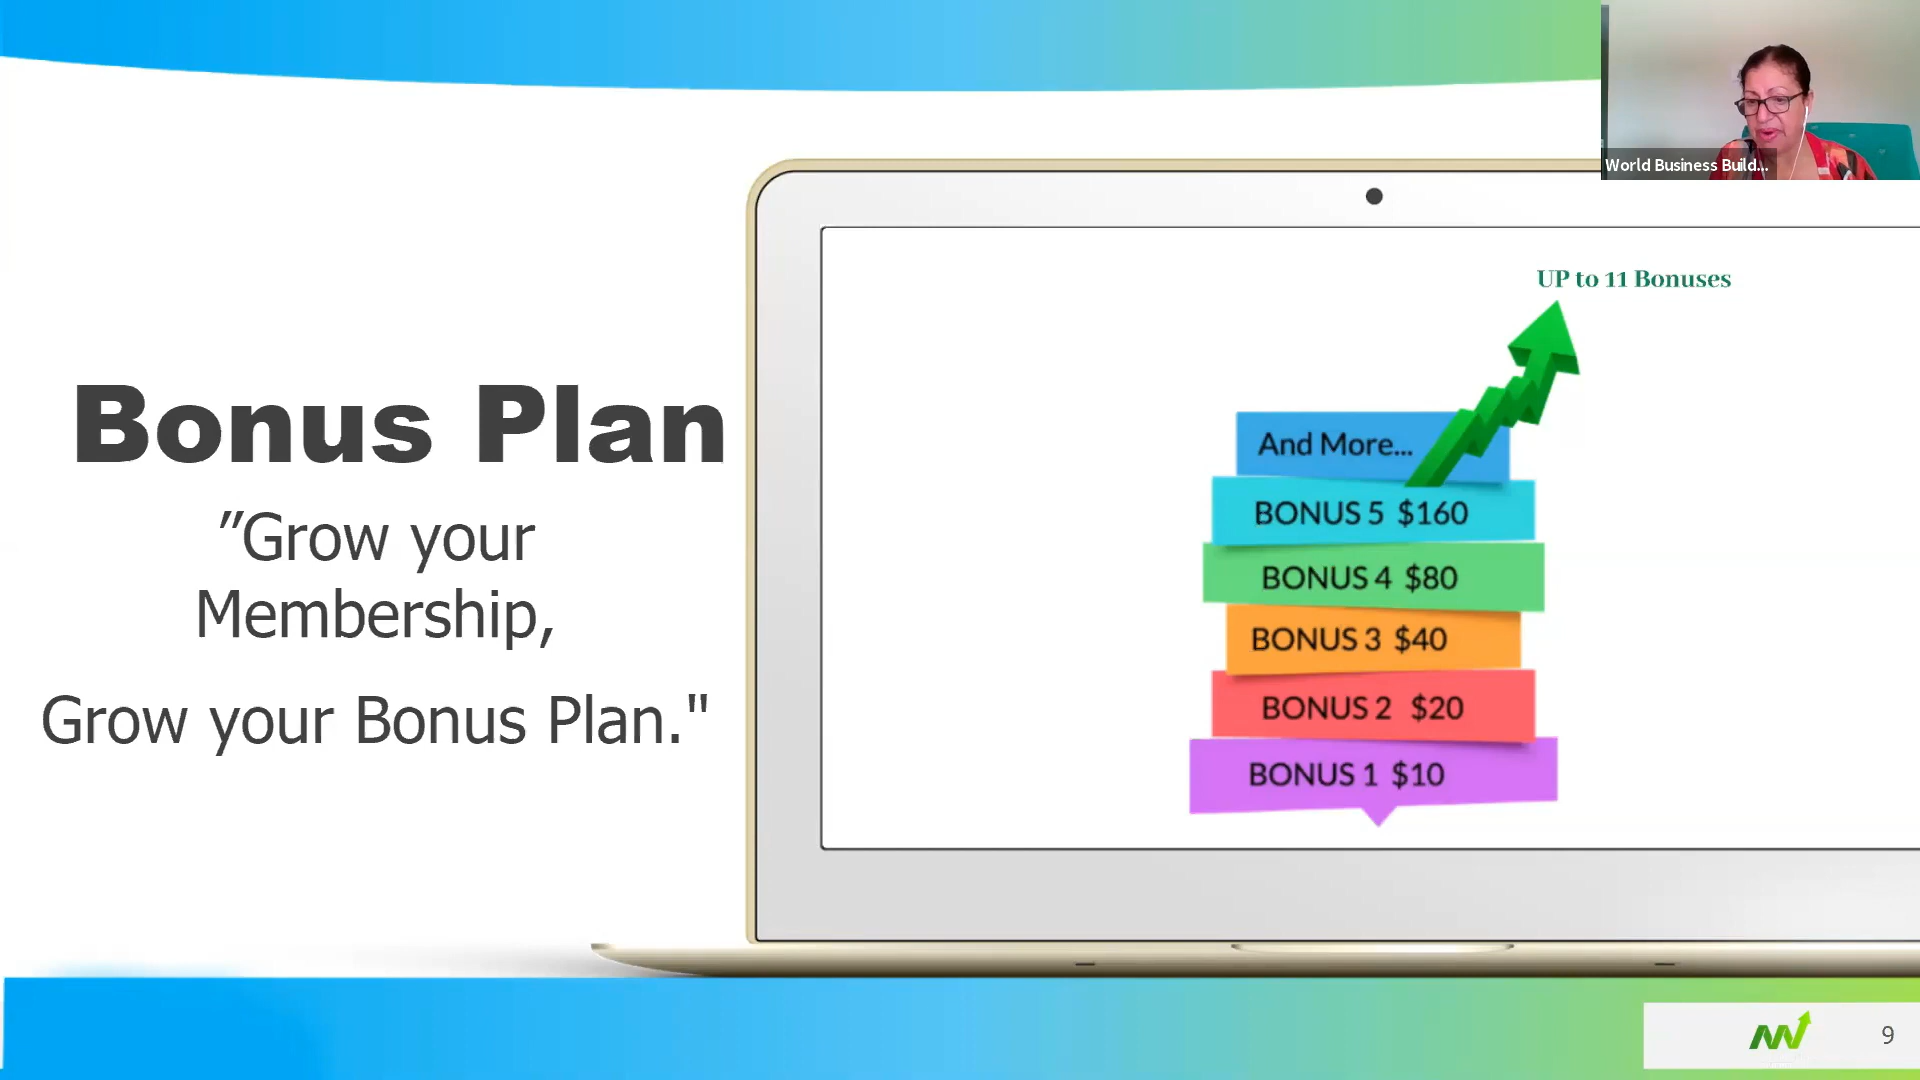 World Business Build...
UP to 11 Bonuses
Bonus Plan
”Grow your
Membership,
Grow your Bonus Plan."
And More...
BONUS 5 $160
BONUS 4 $80
BONUS 3 $40
BONUS 2 $20
BONUS 1 $10
9